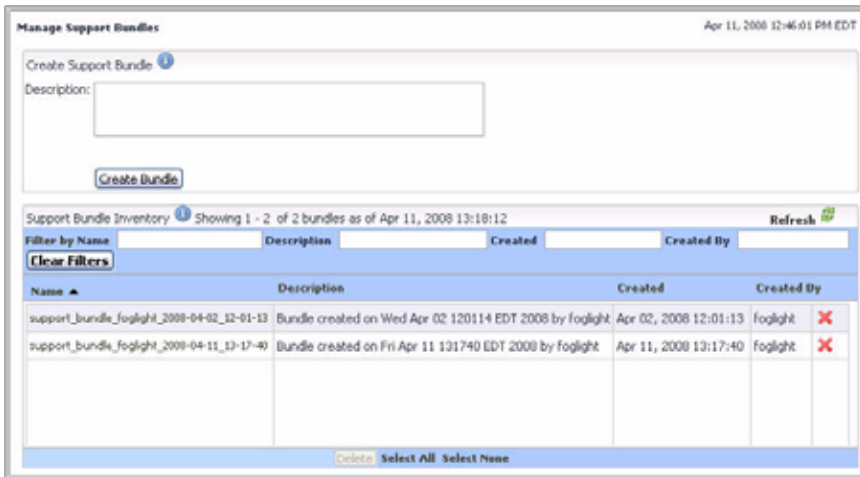 Manage Support Bundles
Apr 11, 2008 12:46:01 PM EDT
Create Support Bundle
Description:
Create Bundle
Support Bundle Inventory Showing 1 - 2 of 2 bundles as of Apr 11, 2008 13:18:12 Refresh
Filter by Name Description Created Created By
Clear Filters
Name Description Created Created By
support_bundle_foglight_2008-04-02_12-01-13 Bundle created on Wed Apr 02 120114 EDT 2008 by foglight Apr 02, 2008 12:01:13 foglight
support_bundle_foglight_2008-04-11_13-17-40 Bundle created on Fri Apr 11 131740 EDT 2008 by foglight Apr 11, 2008 13:17:40 foglight
Delete Select All Select None